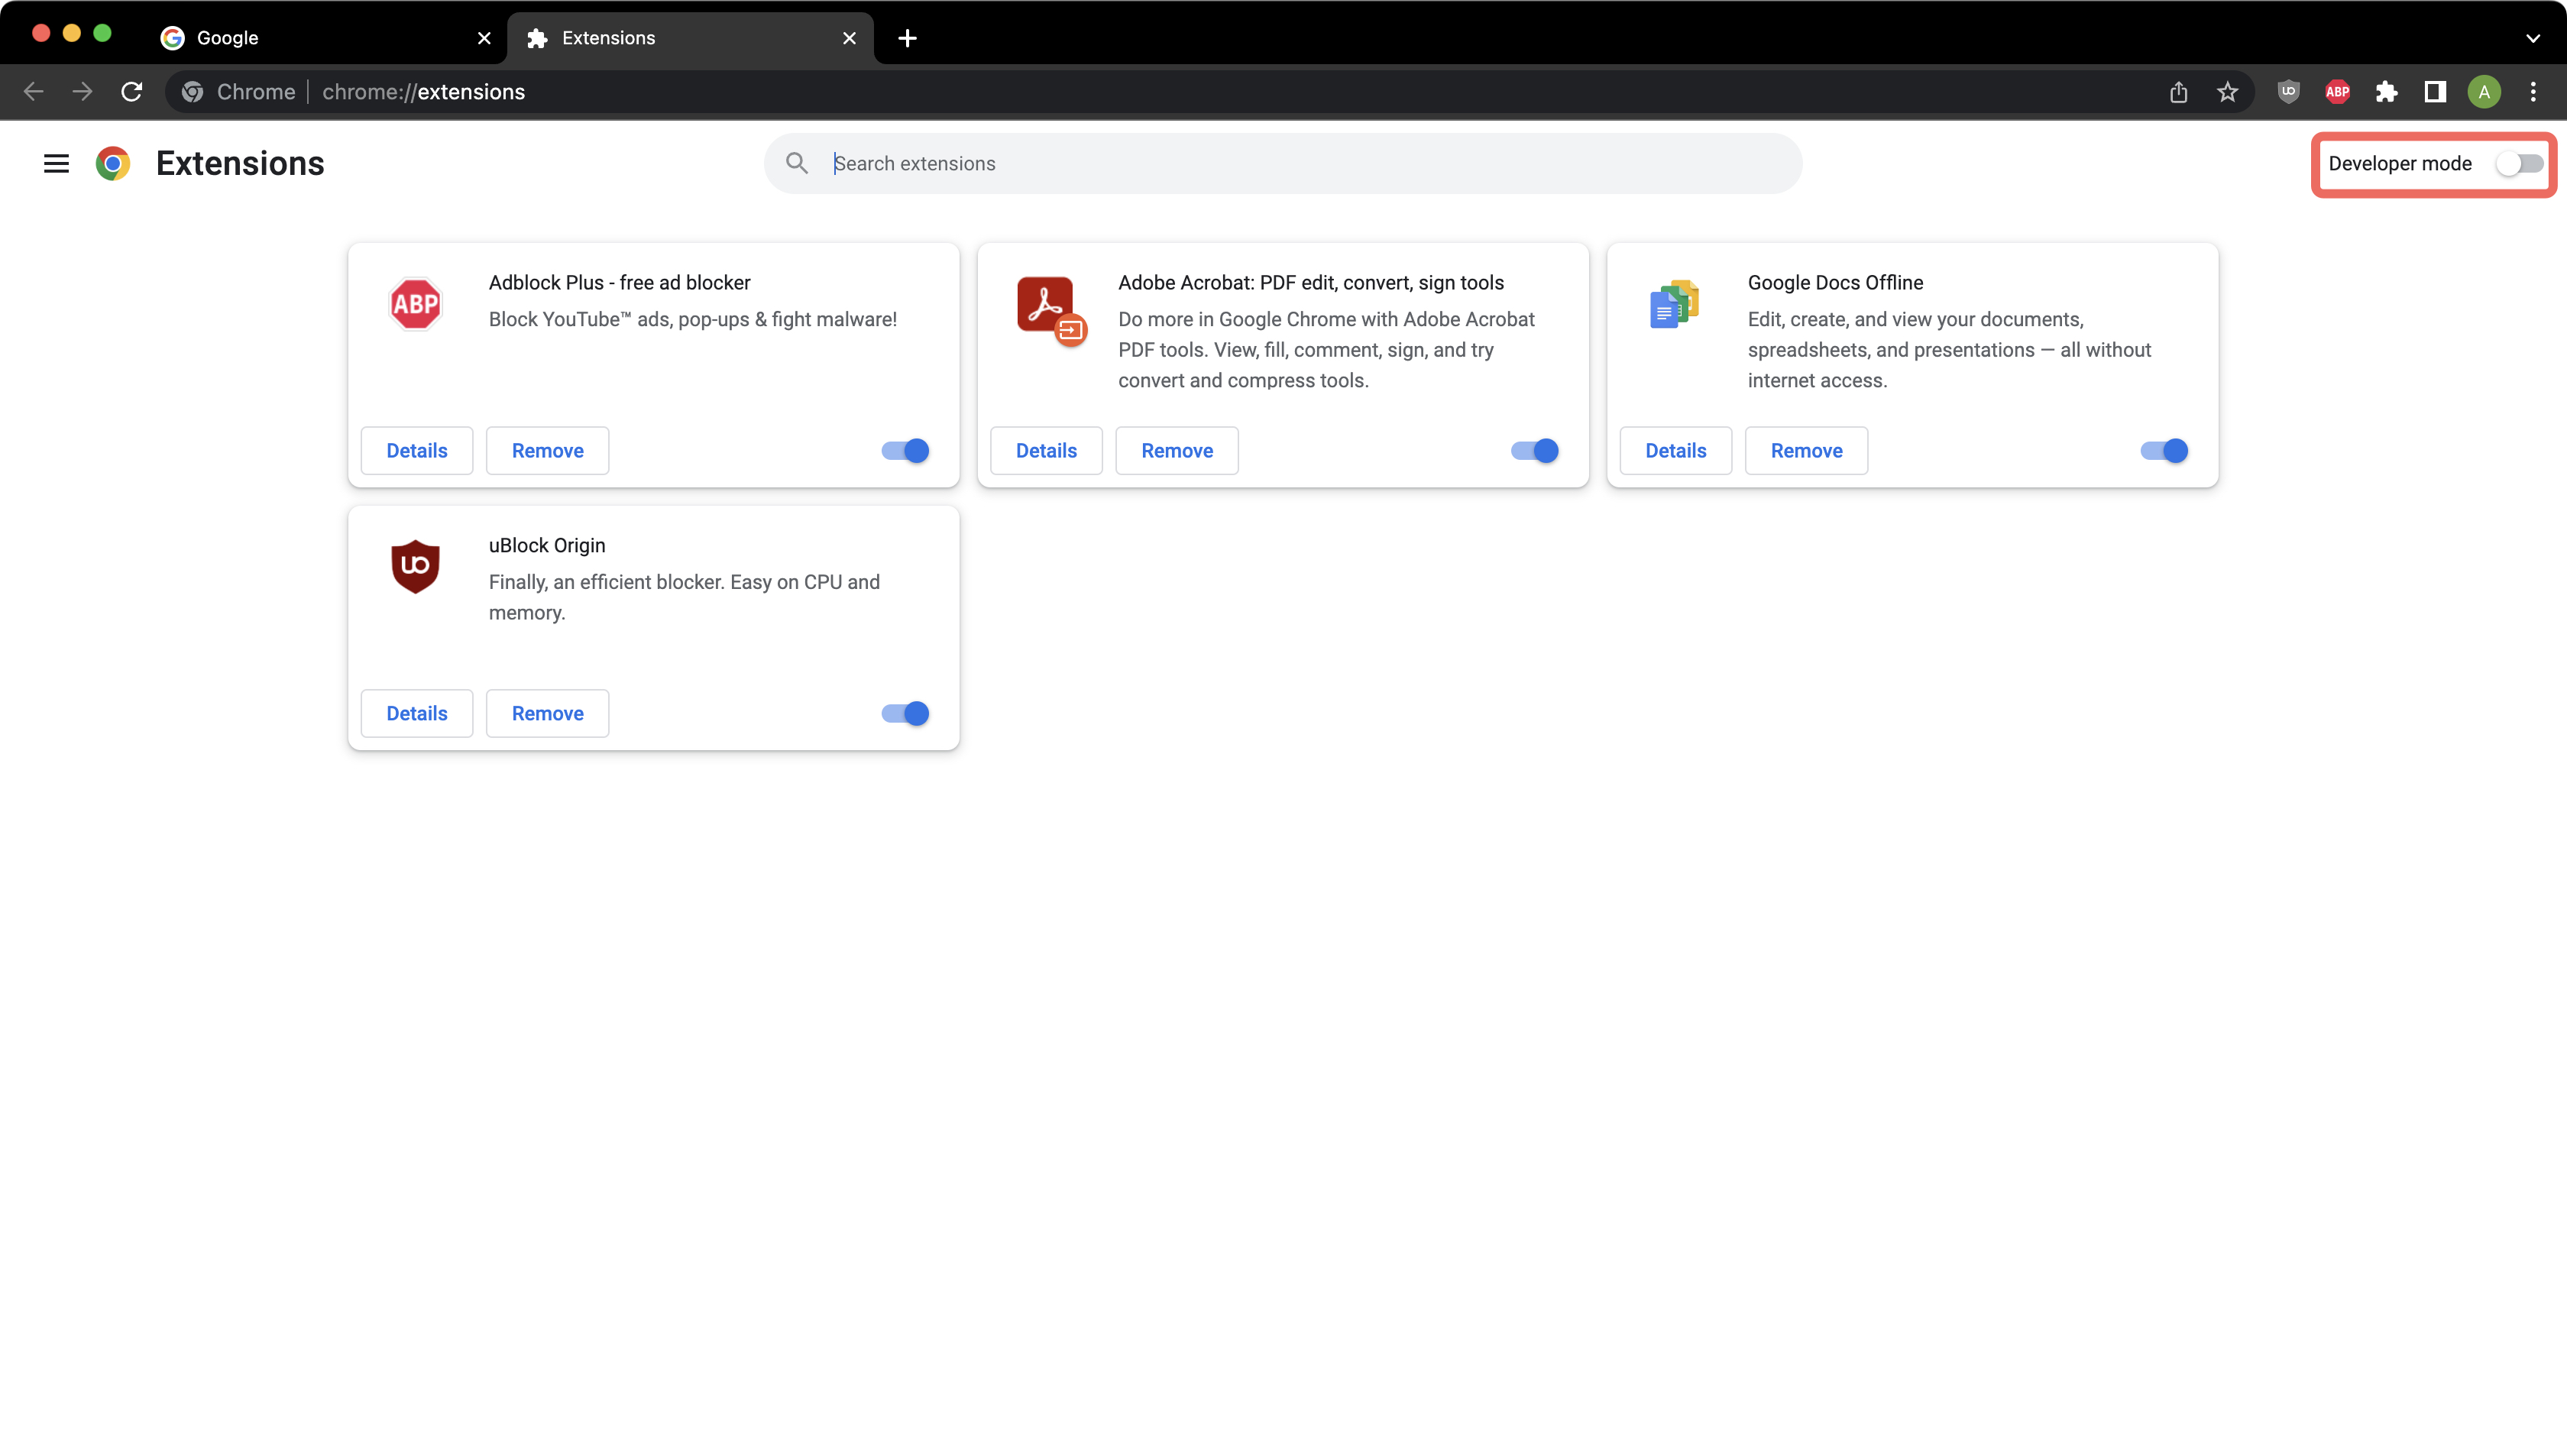 Google
Extensions
Chrome
chrome://extensions
UO
ABP
A
Extensions
Search extensions
Developer mode
ABP
Adblock Plus - free ad blocker
Block YouTube™ ads, pop-ups & fight malware!
Details
Remove
Adobe Acrobat: PDF edit, convert, sign tools
Do more in Google Chrome with Adobe Acrobat
PDF tools. View, fill, comment, sign, and try
convert and compress tools.
Details
Remove
Google Docs Offline
Edit, create, and view your documents,
spreadsheets, and presentations — all without
internet access.
Details
Remove
UO
uBlock Origin
Finally, an efficient blocker. Easy on CPU and
memory.
Details
Remove